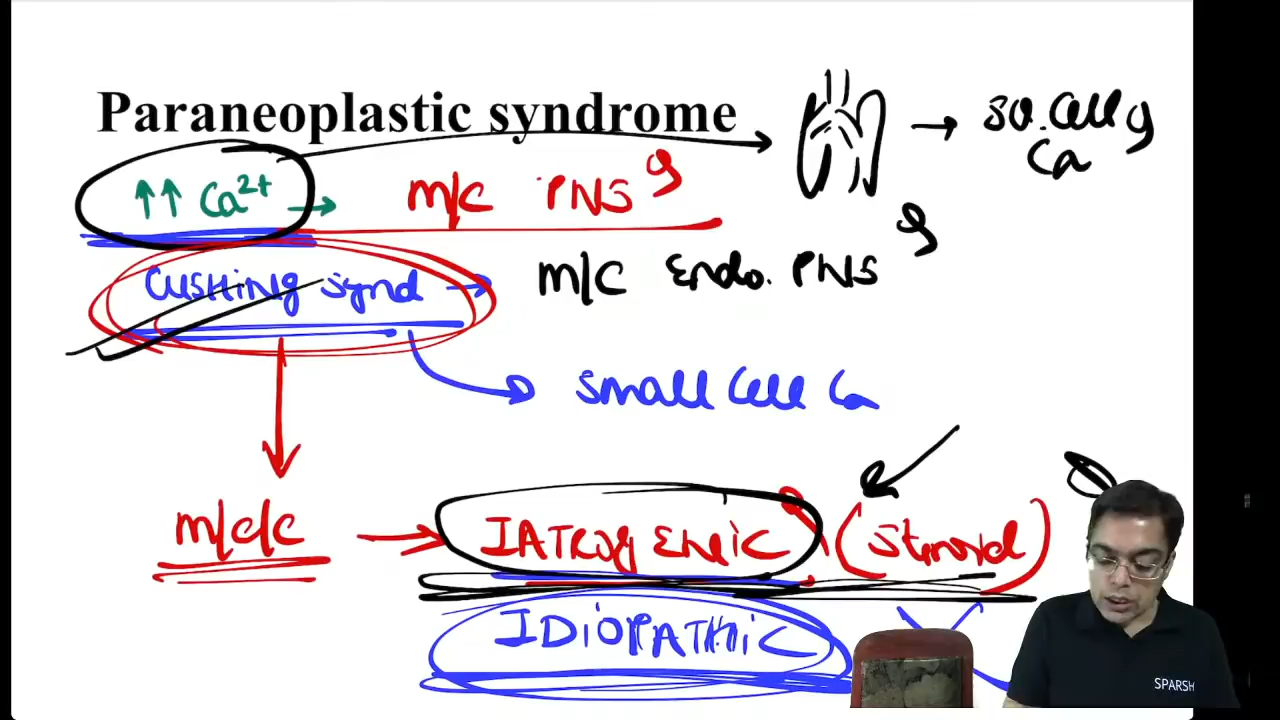 Paraneoplastic syndrome → SQ. Cell Ca
↑↑ Ca²⁺ → M/C PNS
CUSHING Synd → M/C Endo. PNS
Small Cell Ca
M/C/C → IATROgENiC (Steroid)
IDiOPATHiC
SPARSH